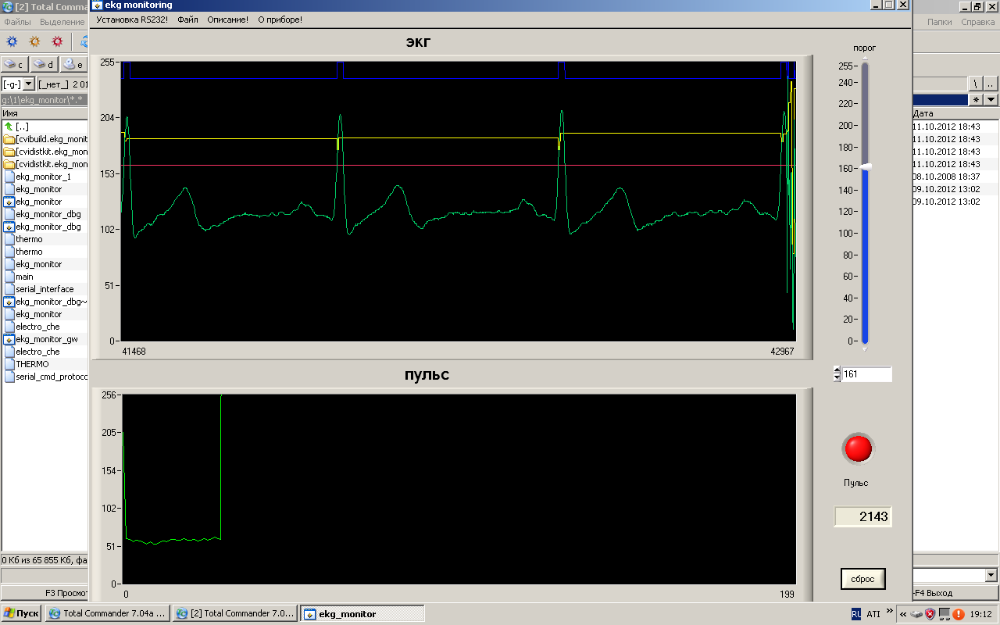 [2] Total Comma
ekg monitoring
Файлы Выделение
Установка RS232! Файл Описание! О приборе!
Папки Справка
экг
порог
c d e
[-g-] [_нет_] 2 01
\ ..
g:\1\ekg_monitor\*.*
*
Имя
Дата
[..]
[cvibuild.ekg_monit
[cvidistkit.ekg_mon
[cvidistkit.ekg_mon
ekg_monitor_1
ekg_monitor
ekg_monitor
ekg_monitor_dbg
ekg_monitor_dbg
thermo
thermo
ekg_monitor
main
serial_interface
ekg_monitor_dbg~
ekg_monitor
electro_che
ekg_monitor_gw
electro_che
THERMO
serial_cmd_protoco
255
204
153
102
51
0
41468 42967
255
240
220
200
180
160
140
120
100
80
60
40
20
0
161
11.10.2012 18:43
11.10.2012 18:43
11.10.2012 18:43
11.10.2012 18:43
08.10.2008 18:37
09.10.2012 13:02
09.10.2012 13:02
пульс
256
205
154
102
51
0
0 199
Пульс
2143
сброс
0 Кб из 65 855 Кб, фа
F3 Просмот
F4 Выход
Пуск
Total Commander 7.04a ...
[2] Total Commander 7.0...
ekg_monitor
RU ATI » « 19:12